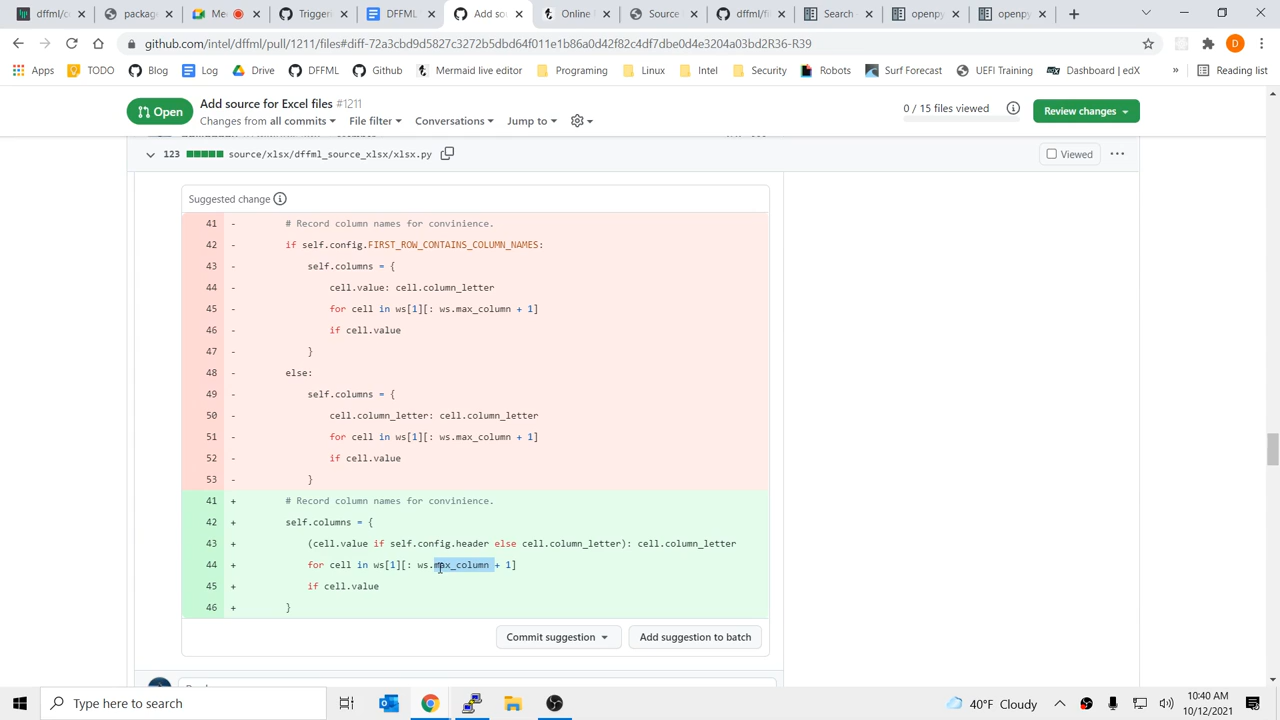 dffml/c
package
Me
DFFML
Add so
Online
Source
dffml/
Search
openpy
openpy
github.com/intel/dffml/pull/1211/files#diff-72a3cbd9d5827c3273b5dbd64f011e1b86a0d42f82c4df7dbe0d4e3204a03bd2R36-R39
Apps TODO Blog Log Drive DFFML Github Mermaid live editor Programing Linux Intel Security Robots Surf Forecast UEFI Training Dashboard | edX » Reading list
Open
Add source for Excel files #1211
Changes from all commits File filter Conversations Jump to
0 / 15 files viewed
Review changes
123 source/xlsx/dffml_source_xlsx/xlsx.py
Viewed
Suggested change
41 - # Record column names for convinience.
42 - if self.config.FIRST_ROW_CONTAINS_COLUMN_NAMES:
43 - self.columns = {
44 - cell.value: cell.column_letter
45 - for cell in ws[1][: ws.max_column + 1]
46 - if cell.value
47 - }
48 - else:
49 - self.columns = {
50 - cell.column_letter: cell.column_letter
51 - for cell in ws[1][: ws.max_column + 1]
52 - if cell.value
53 - }
41 + # Record column names for convinience.
42 + self.columns = {
43 + (cell.value if self.config.header else cell.column_letter): cell.column_letter
44 + for cell in ws[1][: ws.max_column + 1]
45 + if cell.value
46 + }
Commit suggestion
Add suggestion to batch
Type here to search
40°F Cloudy
10:40 AM
10/12/2021